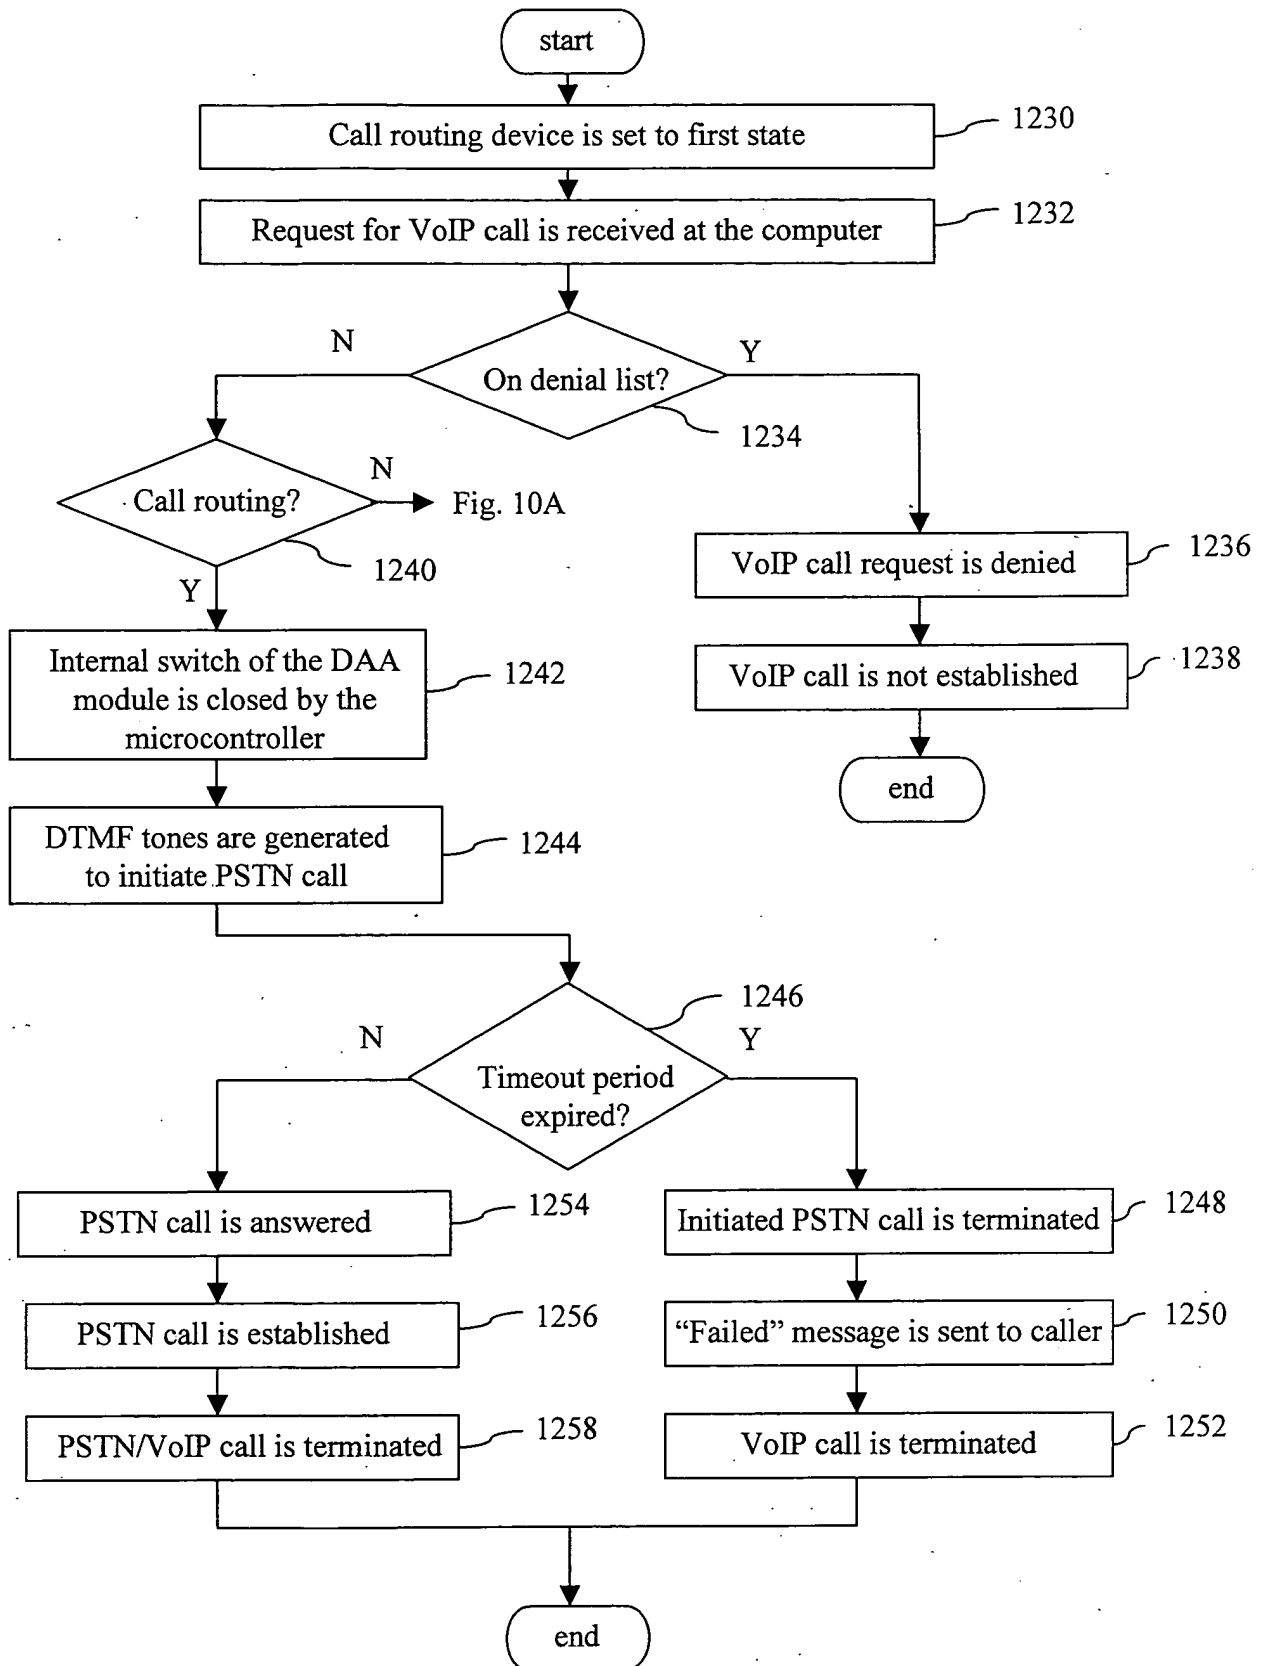 start
Call routing device is set to first state
1230
Request for VoIP call is received at the computer
1232
N
Y
On denial list?
1234
N
Call routing?
Fig. 10A
1240
Y
VoIP call request is denied
1236
Internal switch of the DAA
module is closed by the
microcontroller
1242
VoIP call is not established
1238
end
DTMF tones are generated
to initiate PSTN call
1244
1246
N
Y
Timeout period
expired?
PSTN call is answered
1254
Initiated PSTN call is terminated
1248
PSTN call is established
1256
“Failed” message is sent to caller
1250
PSTN/VoIP call is terminated
1258
VoIP call is terminated
1252
end